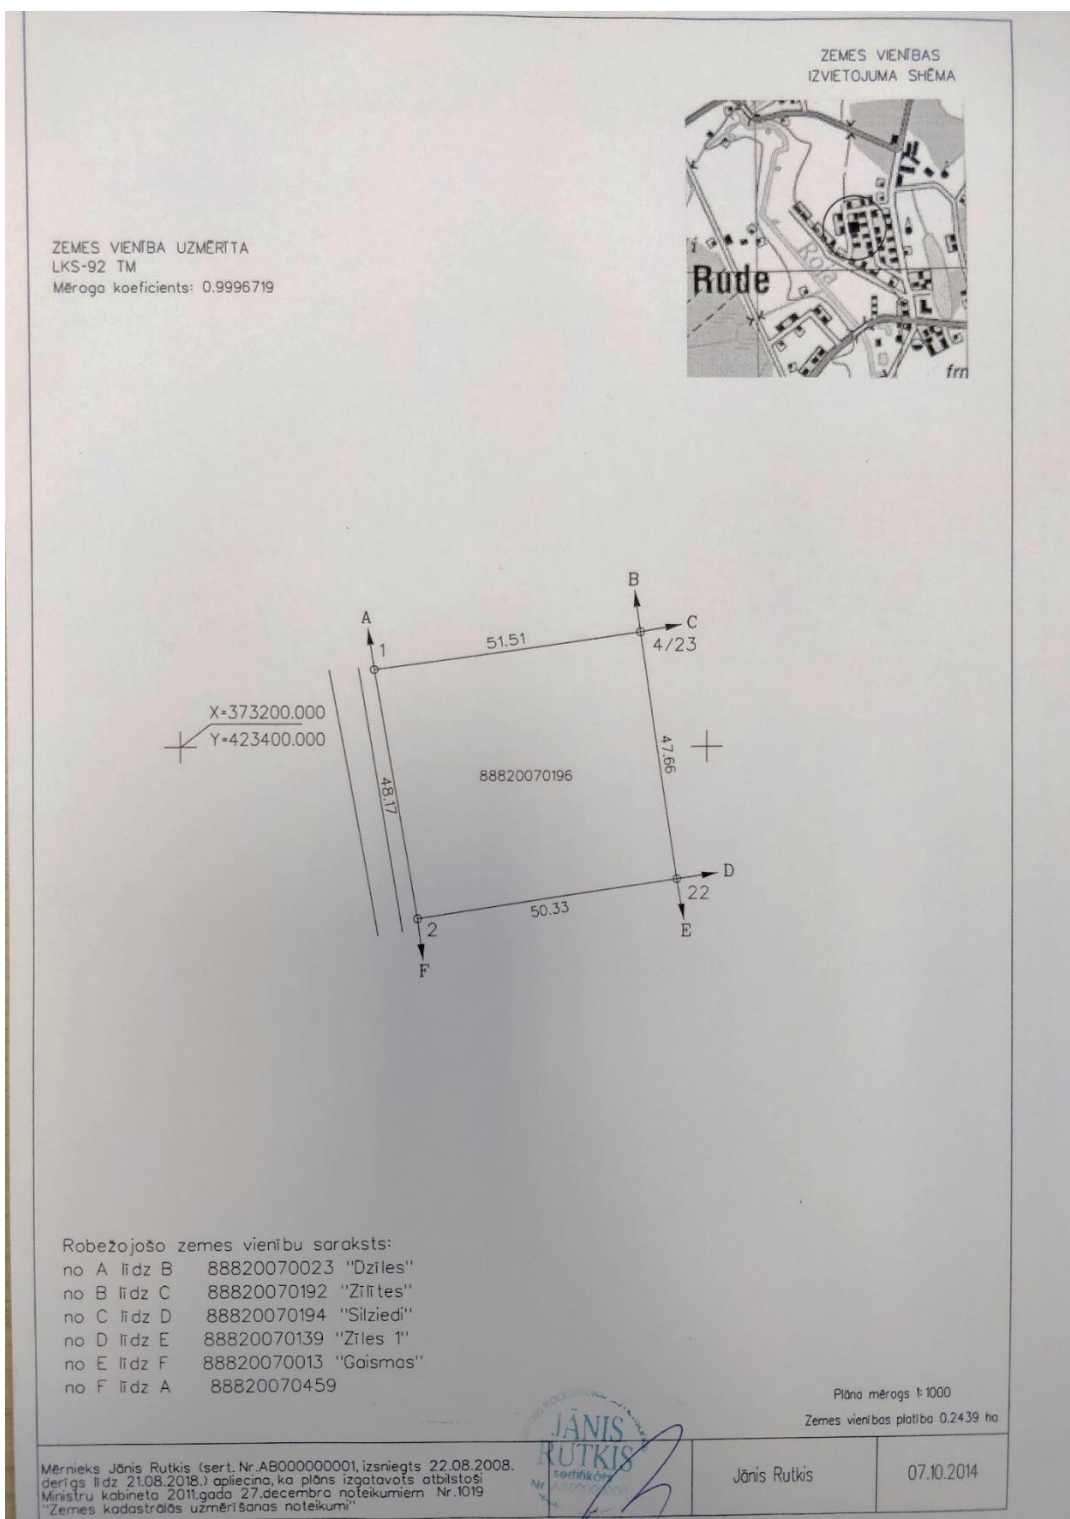 ZEMES VIENĪBAS
IZVIETOJUMA SHĒMA
ZEMES VIENĪBA UZMĒRĪTA
LKS-92 TM
Mēroga koeficients: 0.9996719
Roja
Rude
frn
B
A
C
1
51.51
4/23
X=373200.000
Y=423400.000
47.66
88820070196
48.17
D
22
50.33
2
E
F
Robežojošo zemes vienību saraksts:
no A līdz B 88820070023 "Dzīles"
no B līdz C 88820070192 "Zīlītes"
no C līdz D 88820070194 "Silziedi"
no D līdz E 88820070139 "Zīles 1"
no E līdz F 88820070013 "Gaismas"
no F līdz A 88820070459
Plāna mērogs 1:1000
Zemes vienības platība 0.2439 ha
Mērnieks Jānis Rutkis (sert. Nr.AB000000001, izsniegts 22.08.2008.
derīgs līdz 21.08.2018.) apliecina, ka plāns izgatavots atbilstoši
Ministru kabineta 2011.gada 27.decembra noteikumiem Nr.1019
"Zemes kadastrālās uzmērīšanas noteikumi"
JĀNIS
RUTKIS
sertifikāts
Nr
Jānis Rutkis
07.10.2014